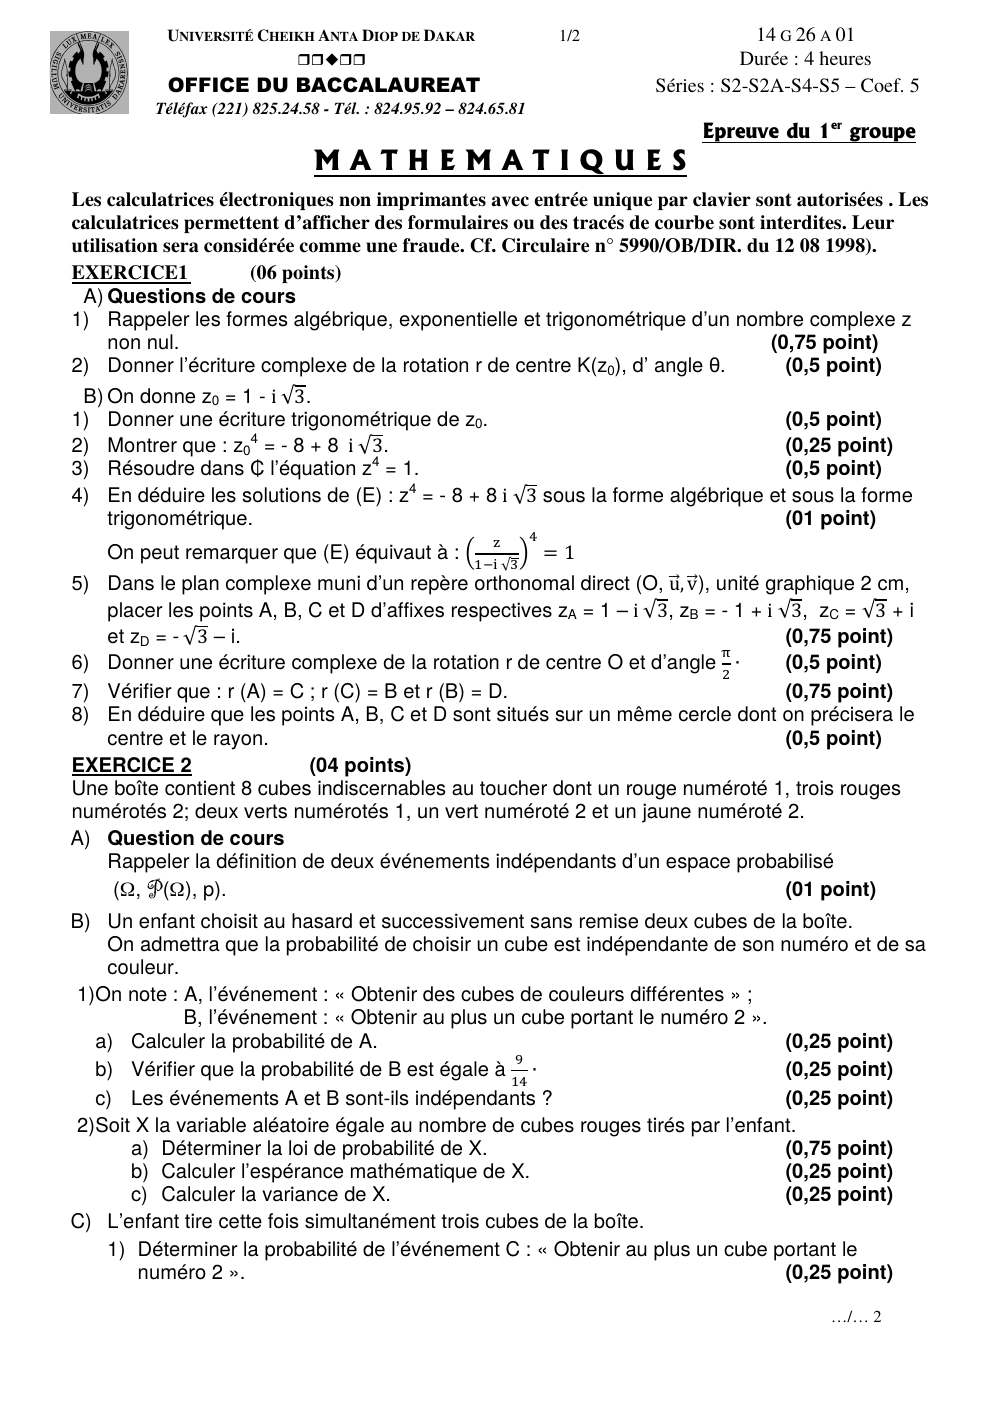 UNIVERSITÉ CHEIKH ANTA DIOP DE DAKAR 1/2 14 G 26 A 01
❒❒◆❒❒ Durée : 4 heures
OFFICE DU BACCALAUREAT Séries : S2-S2A-S4-S5 – Coef. 5
Téléfax (221) 825.24.58 - Tél. : 824.95.92 – 824.65.81
Epreuve du 1er groupe
M A T H E M A T I Q U E S
Les calculatrices électroniques non imprimantes avec entrée unique par clavier sont autorisées . Les
calculatrices permettent d’afficher des formulaires ou des tracés de courbe sont interdites. Leur
utilisation sera considérée comme une fraude. Cf. Circulaire n° 5990/OB/DIR. du 12 08 1998).
EXERCICE1 (06 points)
A) Questions de cours
1) Rappeler les formes algébrique, exponentielle et trigonométrique d’un nombre complexe z
non nul. (0,75 point)
2) Donner l’écriture complexe de la rotation r de centre K(z₀), d’ angle θ. (0,5 point)
B) On donne z₀ = 1 - i √3.
1) Donner une écriture trigonométrique de z₀. (0,5 point)
2) Montrer que : z₀⁴ = - 8 + 8 i √3. (0,25 point)
3) Résoudre dans ℂ l’équation z⁴ = 1. (0,5 point)
4) En déduire les solutions de (E) : z⁴ = - 8 + 8 i √3 sous la forme algébrique et sous la forme
trigonométrique. (01 point)
On peut remarquer que (E) équivaut à : (z/(1−i √3))⁴ = 1
5) Dans le plan complexe muni d’un repère orthonomal direct (O, u⃗, v⃗), unité graphique 2 cm,
placer les points A, B, C et D d’affixes respectives zA = 1 – i √3, zB = - 1 + i √3, zC = √3 + i
et zD = - √3 – i. (0,75 point)
6) Donner une écriture complexe de la rotation r de centre O et d’angle π/2 · (0,5 point)
7) Vérifier que : r (A) = C ; r (C) = B et r (B) = D. (0,75 point)
8) En déduire que les points A, B, C et D sont situés sur un même cercle dont on précisera le
centre et le rayon. (0,5 point)
EXERCICE 2 (04 points)
Une boîte contient 8 cubes indiscernables au toucher dont un rouge numéroté 1, trois rouges
numérotés 2; deux verts numérotés 1, un vert numéroté 2 et un jaune numéroté 2.
A) Question de cours
Rappeler la définition de deux événements indépendants d’un espace probabilisé
(Ω, 𝒫(Ω), p). (01 point)
B) Un enfant choisit au hasard et successivement sans remise deux cubes de la boîte.
On admettra que la probabilité de choisir un cube est indépendante de son numéro et de sa
couleur.
1)On note : A, l’événement : « Obtenir des cubes de couleurs différentes » ;
B, l’événement : « Obtenir au plus un cube portant le numéro 2 ».
a) Calculer la probabilité de A. (0,25 point)
b) Vérifier que la probabilité de B est égale à 9/14 · (0,25 point)
c) Les événements A et B sont-ils indépendants ? (0,25 point)
2)Soit X la variable aléatoire égale au nombre de cubes rouges tirés par l’enfant.
a) Déterminer la loi de probabilité de X. (0,75 point)
b) Calculer l’espérance mathématique de X. (0,25 point)
c) Calculer la variance de X. (0,25 point)
C) L’enfant tire cette fois simultanément trois cubes de la boîte.
1) Déterminer la probabilité de l’événement C : « Obtenir au plus un cube portant le
numéro 2 ». (0,25 point)
…/… 2